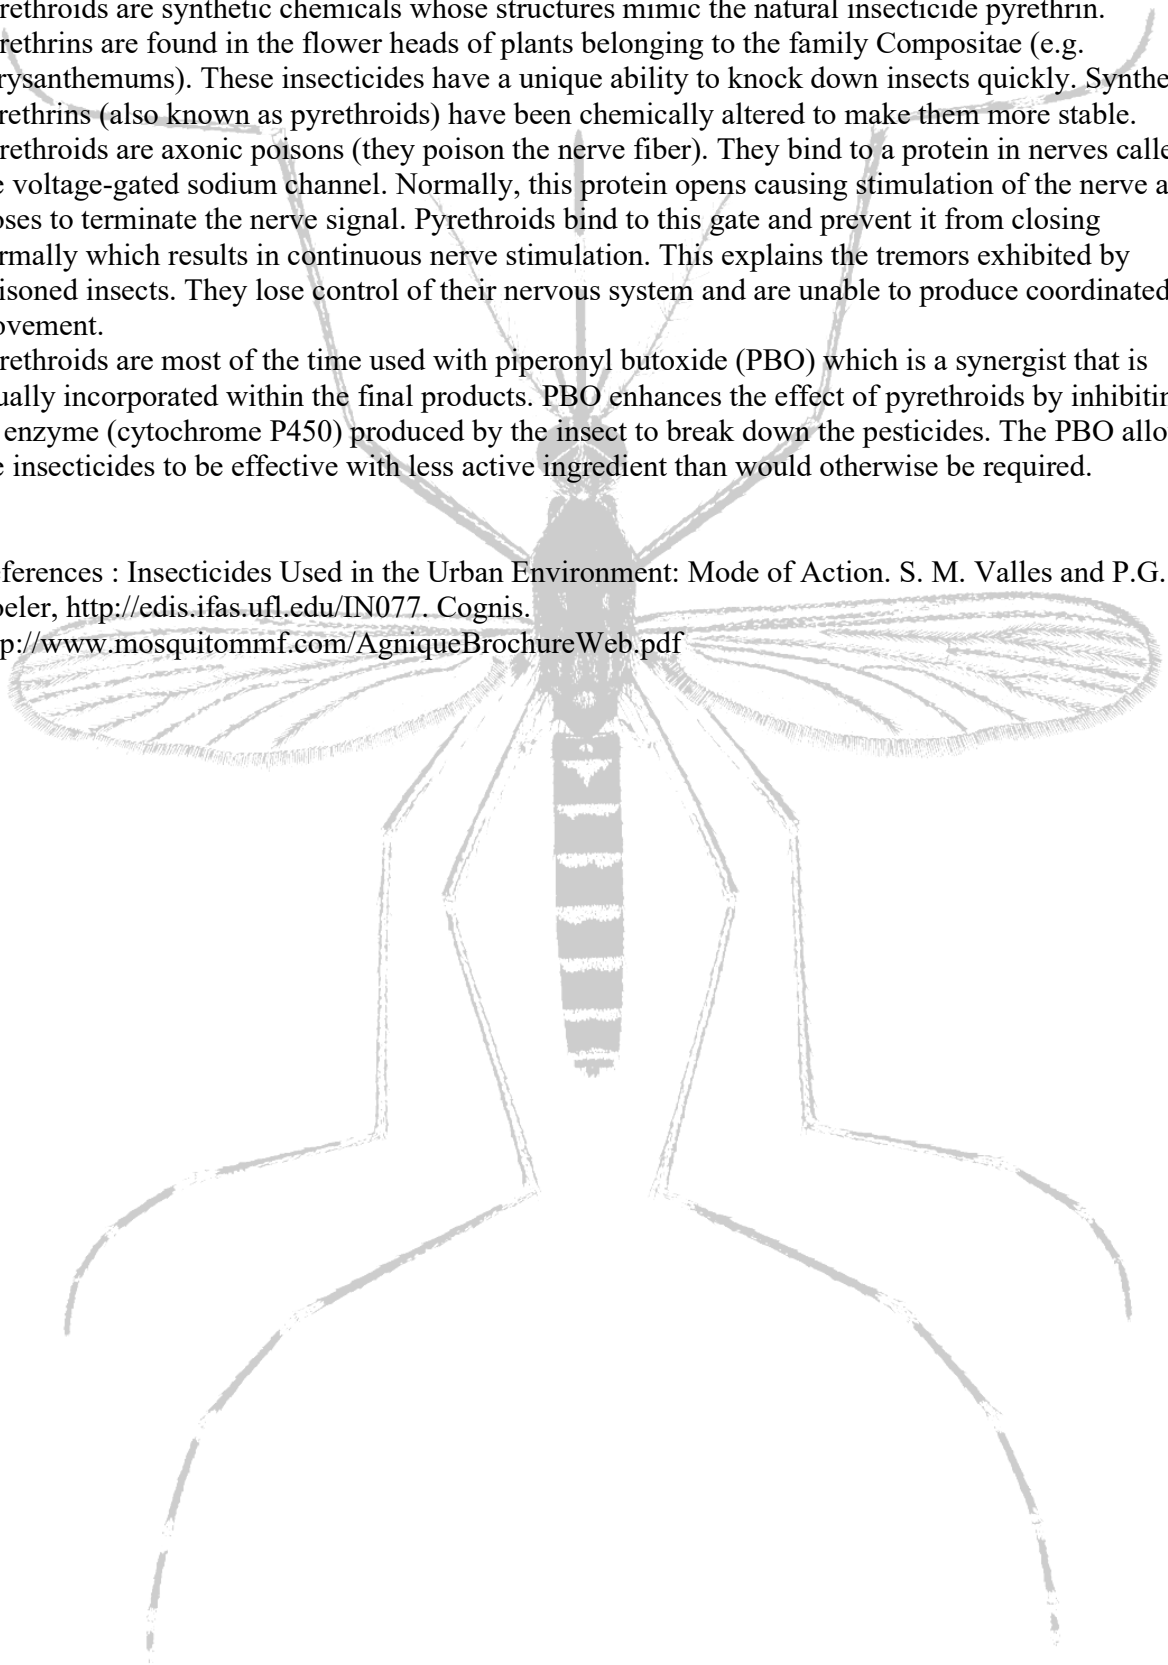 rethroids are synthetic chemicals whose structures mimic the natural insecticide pyrethrin.
rethrins are found in the flower heads of plants belonging to the family Compositae (e.g.
rysanthemums). These insecticides have a unique ability to knock down insects quickly. Synthe
rethrins (also known as pyrethroids) have been chemically altered to make them more stable.
rethroids are axonic poisons (they poison the nerve fiber). They bind to a protein in nerves calle
e voltage-gated sodium channel. Normally, this protein opens causing stimulation of the nerve a
oses to terminate the nerve signal. Pyrethroids bind to this gate and prevent it from closing
rmally which results in continuous nerve stimulation. This explains the tremors exhibited by
isoned insects. They lose control of their nervous system and are unable to produce coordinated
ovement.
rethroids are most of the time used with piperonyl butoxide (PBO) which is a synergist that is
ually incorporated within the final products. PBO enhances the effect of pyrethroids by inhibitin
enzyme (cytochrome P450) produced by the insect to break down the pesticides. The PBO allo
e insecticides to be effective with less active ingredient than would otherwise be required.
ferences : Insecticides Used in the Urban Environment: Mode of Action. S. M. Valles and P.G.
eler, http://edis.ifas.ufl.edu/IN077. Cognis.
p://www.mosquitommf.com/AgniqueBrochureWeb.pdf